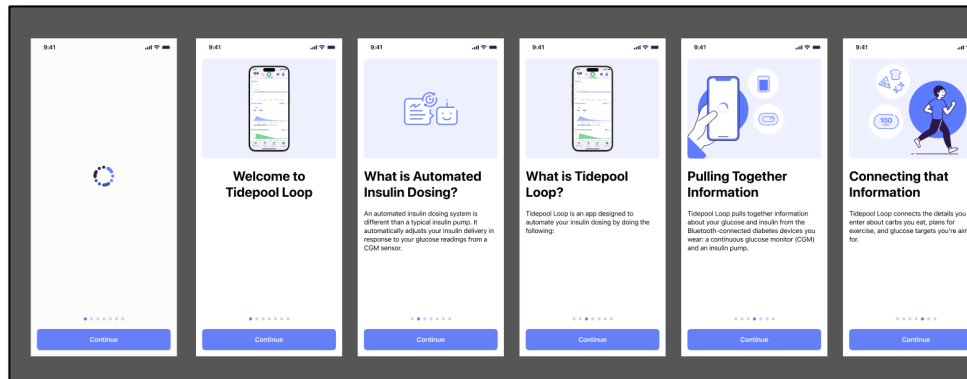 9:41
Continue
9:41
Welcome to
Tidepool Loop
Continue
9:41
What is Automated
Insulin Dosing?
An automated insulin dosing system is
different than a typical insulin pump. It
automatically adjusts your insulin delivery in
response to your glucose readings from a
CGM sensor.
Continue
9:41
What is Tidepool
Loop?
Tidepool Loop is an app designed to
automate your insulin dosing by doing the
following:
Continue
9:41
Pulling Together
Information
Tidepool Loop pulls together information
about your glucose and insulin from the
Bluetooth-connected diabetes devices you
wear: a continuous glucose monitor (CGM)
and an insulin pump.
Continue
9:41
100
Connecting that
Information
Tidepool Loop connects the details you
enter about carbs you eat, plans for
exercise, and glucose targets you're aim
for.
Continue